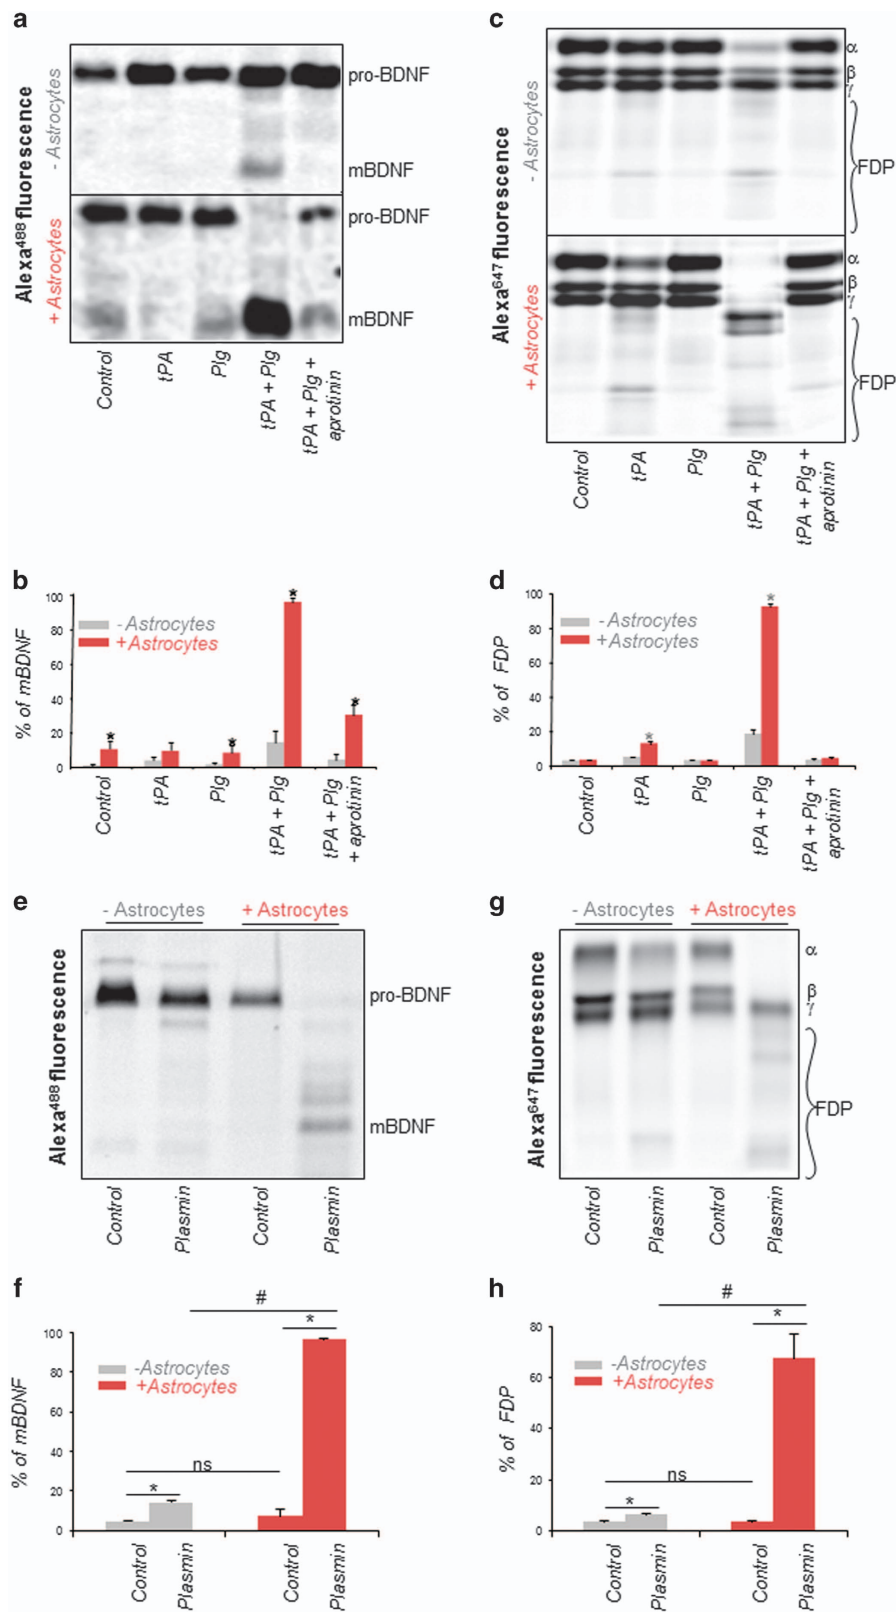 a
Alexa488 fluorescence
- Astrocytes
+ Astrocytes
pro-BDNF
mBDNF
pro-BDNF
mBDNF
Control
tPA
Plg
tPA + Plg
tPA + Plg +
aprotinin
c
Alexa647 fluorescence
- Astrocytes
+ Astrocytes
α
β
γ
FDP
α
β
γ
FDP
Control
tPA
Plg
tPA + Plg
tPA + Plg +
aprotinin
b
% of mBDNF
100
80
60
40
20
0
- Astrocytes
+ Astrocytes
*
*
*
*
Control
tPA
Plg
tPA + Plg
tPA + Plg
+ aprotinin
d
% of FDP
100
80
60
40
20
0
- Astrocytes
+ Astrocytes
*
*
Control
tPA
Plg
tPA + Plg
tPA + Plg +
aprotinin
e
- Astrocytes + Astrocytes
Alexa488 fluorescence
pro-BDNF
mBDNF
Control
Plasmin
Control
Plasmin
g
- Astrocytes + Astrocytes
Alexa647 fluorescence
α
β
γ
FDP
Control
Plasmin
Control
Plasmin
f
% of mBDNF
100
80
60
40
20
0
-Astrocytes
+Astrocytes
#
*
ns
*
Control
Plasmin
Control
Plasmin
h
% of FDP
80
60
40
20
0
-Astrocytes
+Astrocytes
#
*
ns
*
Control
Plasmin
Control
Plasmin